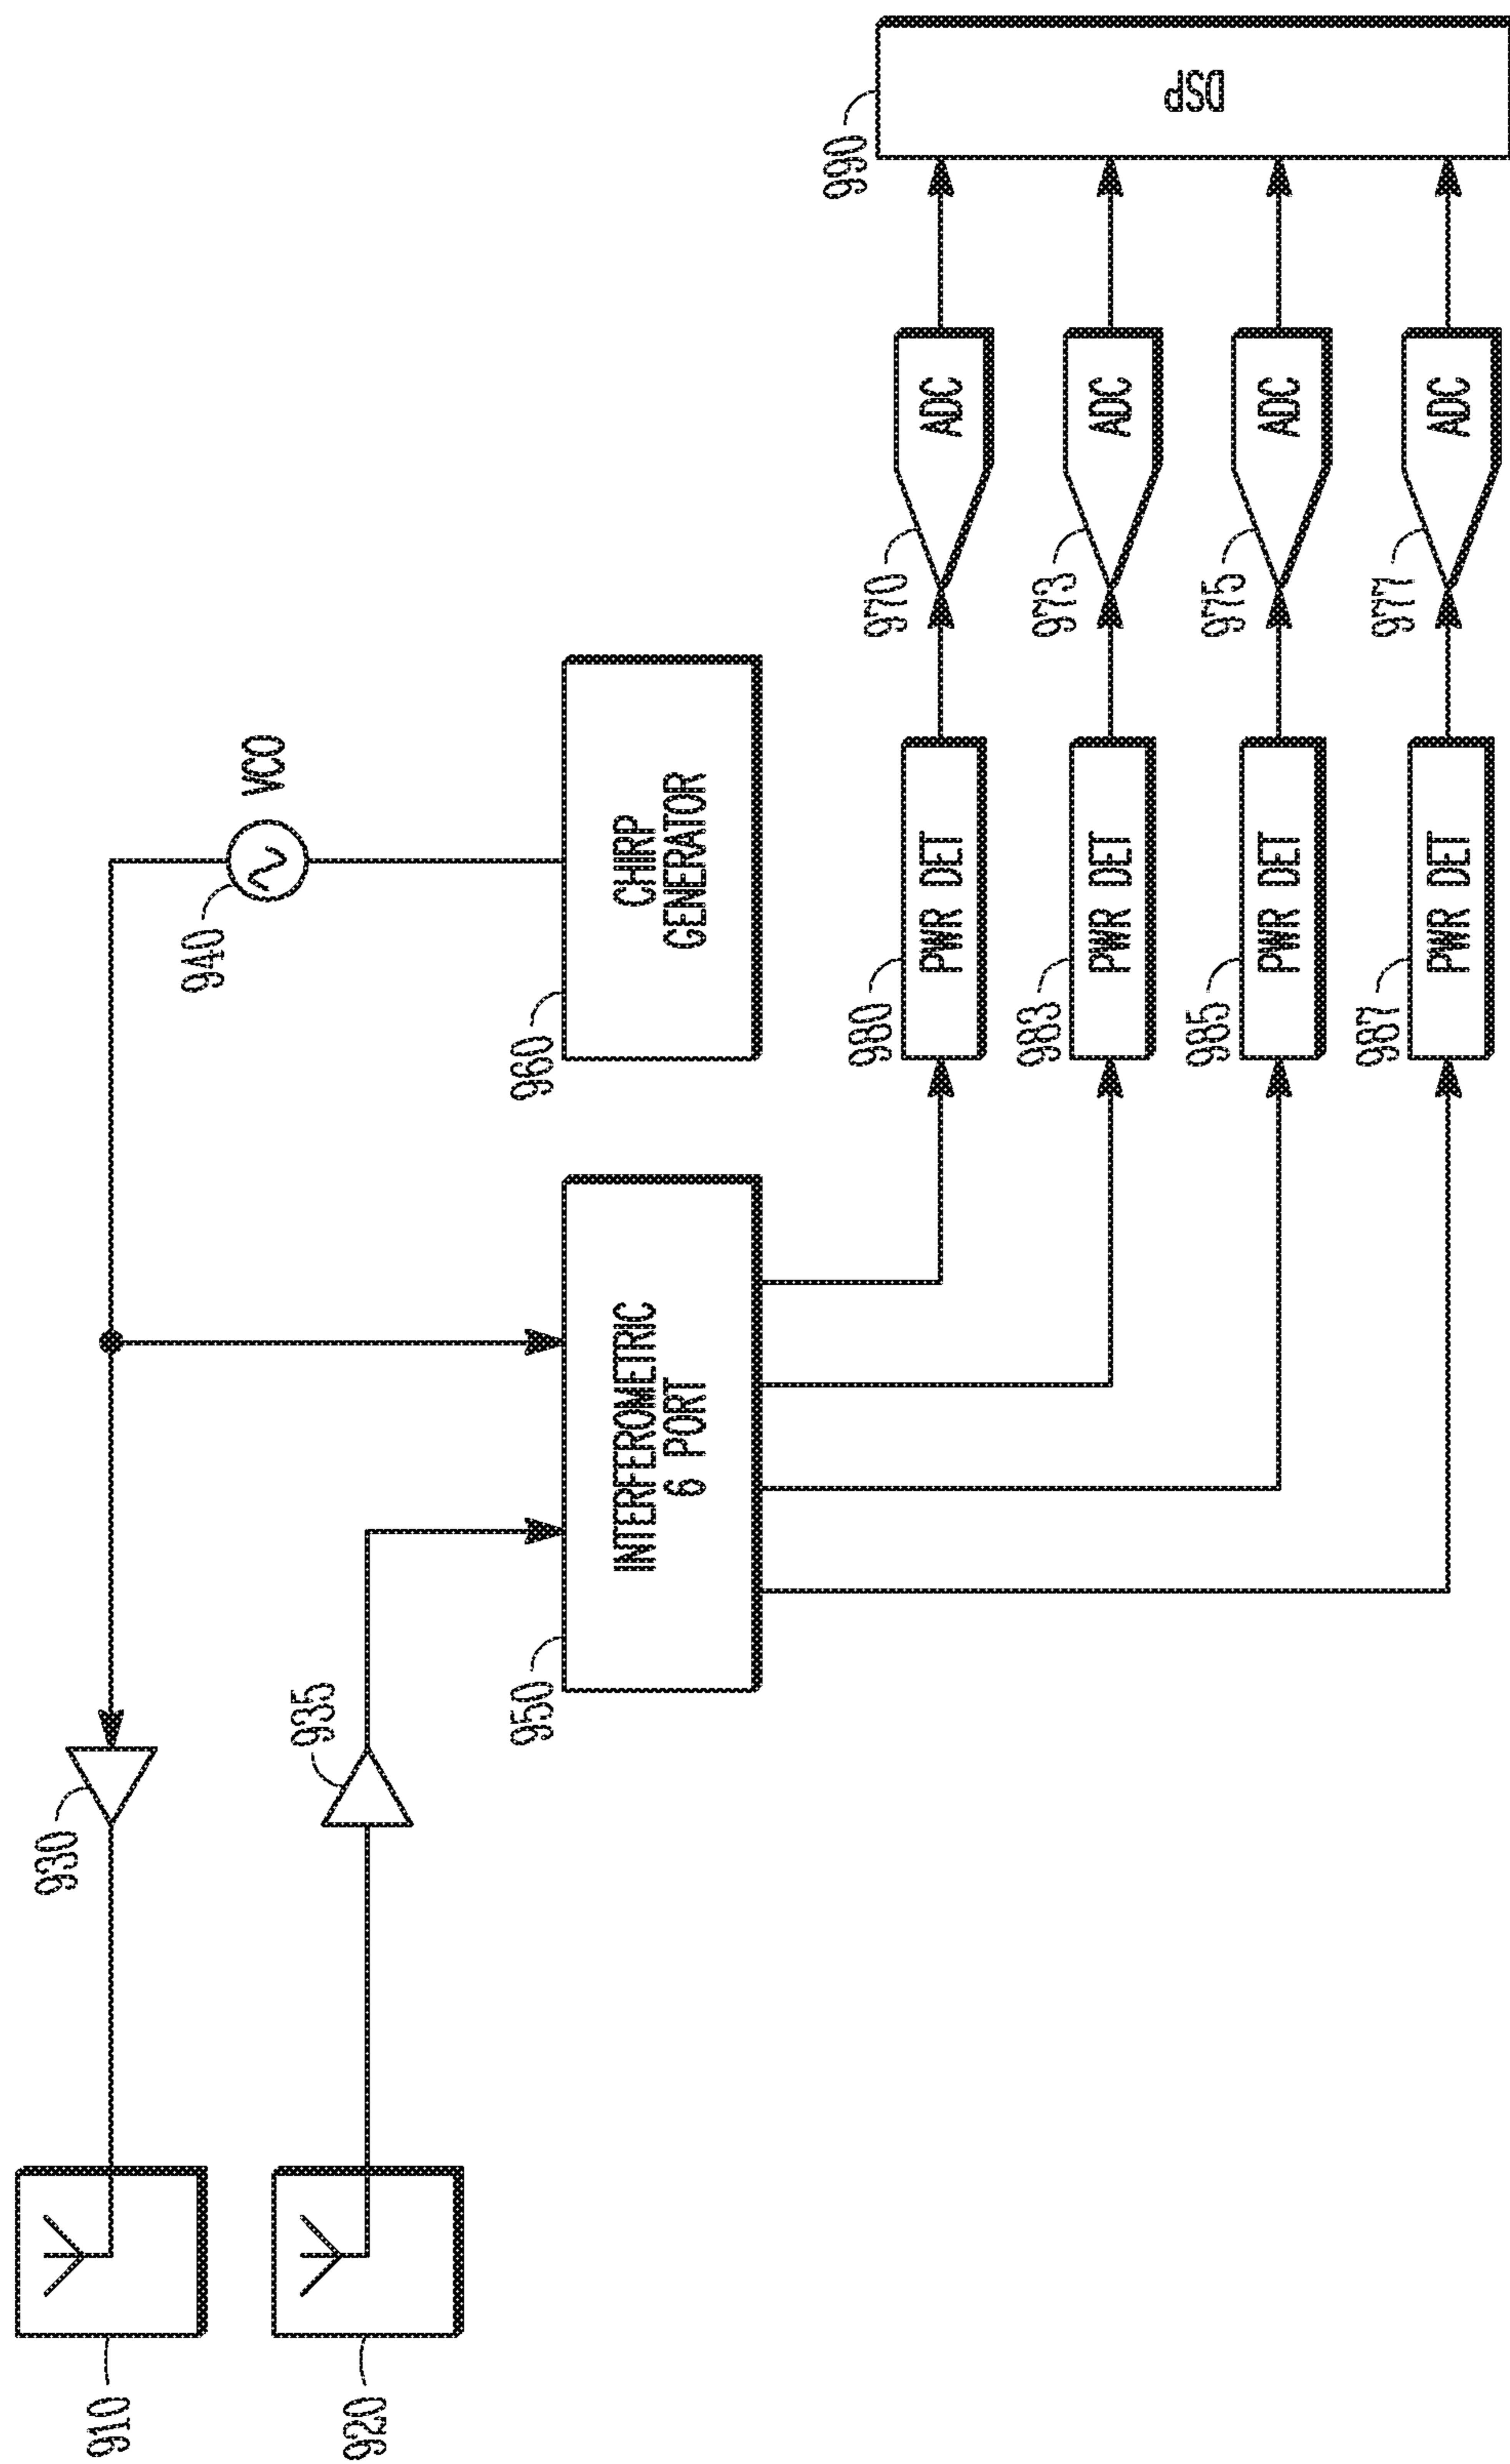 910
930
920
935
940
VCO
950
INTERFEROMETRIC
6 PORT
960
CHIRP
GENERATOR
980
PWR DET
970
ADC
990
DSP
983
PWR DET
973
ADC
985
PWR DET
975
ADC
987
PWR DET
977
ADC